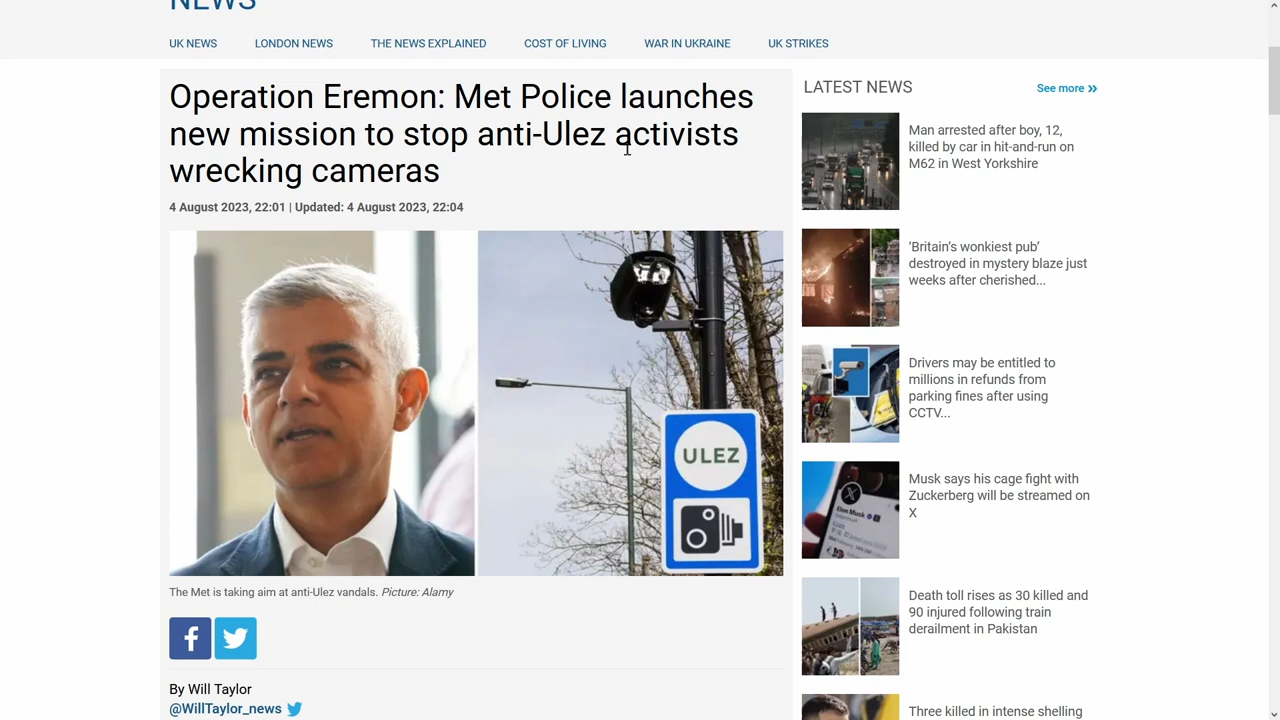 NEWS
UK NEWS
LONDON NEWS
THE NEWS EXPLAINED
COST OF LIVING
WAR IN UKRAINE
UK STRIKES
Operation Eremon: Met Police launches
new mission to stop anti-Ulez activists
wrecking cameras
4 August 2023, 22:01 | Updated: 4 August 2023, 22:04
ULEZ
The Met is taking aim at anti-Ulez vandals. Picture: Alamy
By Will Taylor
@WillTaylor_news
LATEST NEWS
See more »
Man arrested after boy, 12,
killed by car in hit-and-run on
M62 in West Yorkshire
‘Britain’s wonkiest pub’
destroyed in mystery blaze just
weeks after cherished...
Drivers may be entitled to
millions in refunds from
parking fines after using
CCTV...
Musk says his cage fight with
Zuckerberg will be streamed on
X
Elon Musk
Death toll rises as 30 killed and
90 injured following train
derailment in Pakistan
Three killed in intense shelling